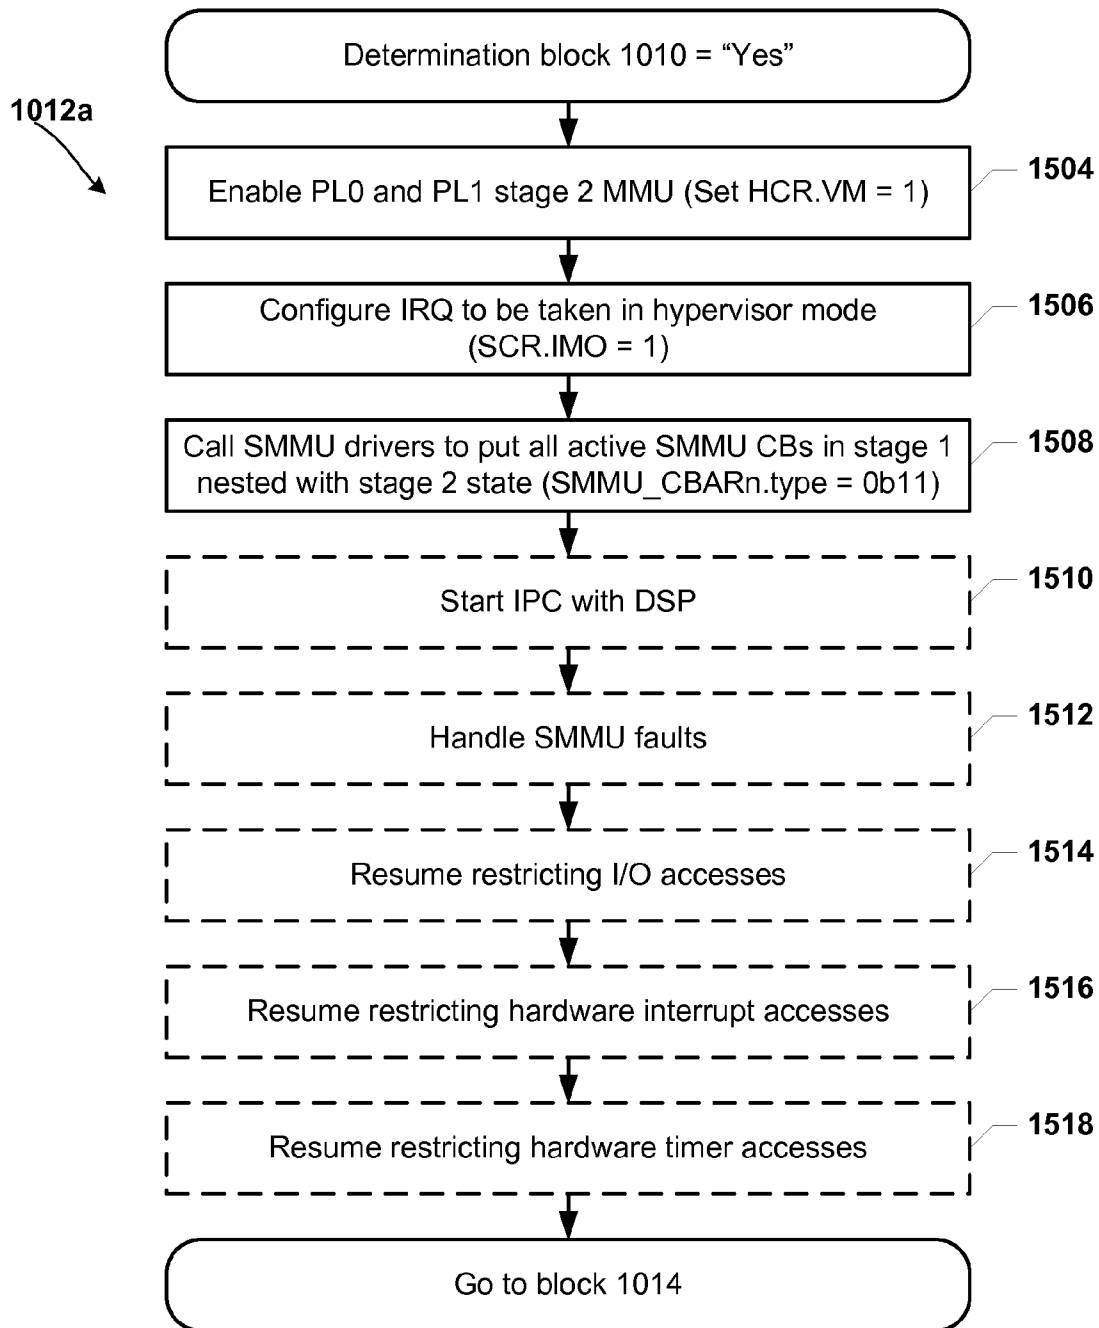 Determination block 1010 = “Yes”
1012a
Enable PL0 and PL1 stage 2 MMU (Set HCR.VM = 1)
1504
Configure IRQ to be taken in hypervisor mode
(SCR.IMO = 1)
1506
Call SMMU drivers to put all active SMMU CBs in stage 1
nested with stage 2 state (SMMU_CBARn.type = 0b11)
1508
Start IPC with DSP
1510
Handle SMMU faults
1512
Resume restricting I/O accesses
1514
Resume restricting hardware interrupt accesses
1516
Resume restricting hardware timer accesses
1518
Go to block 1014